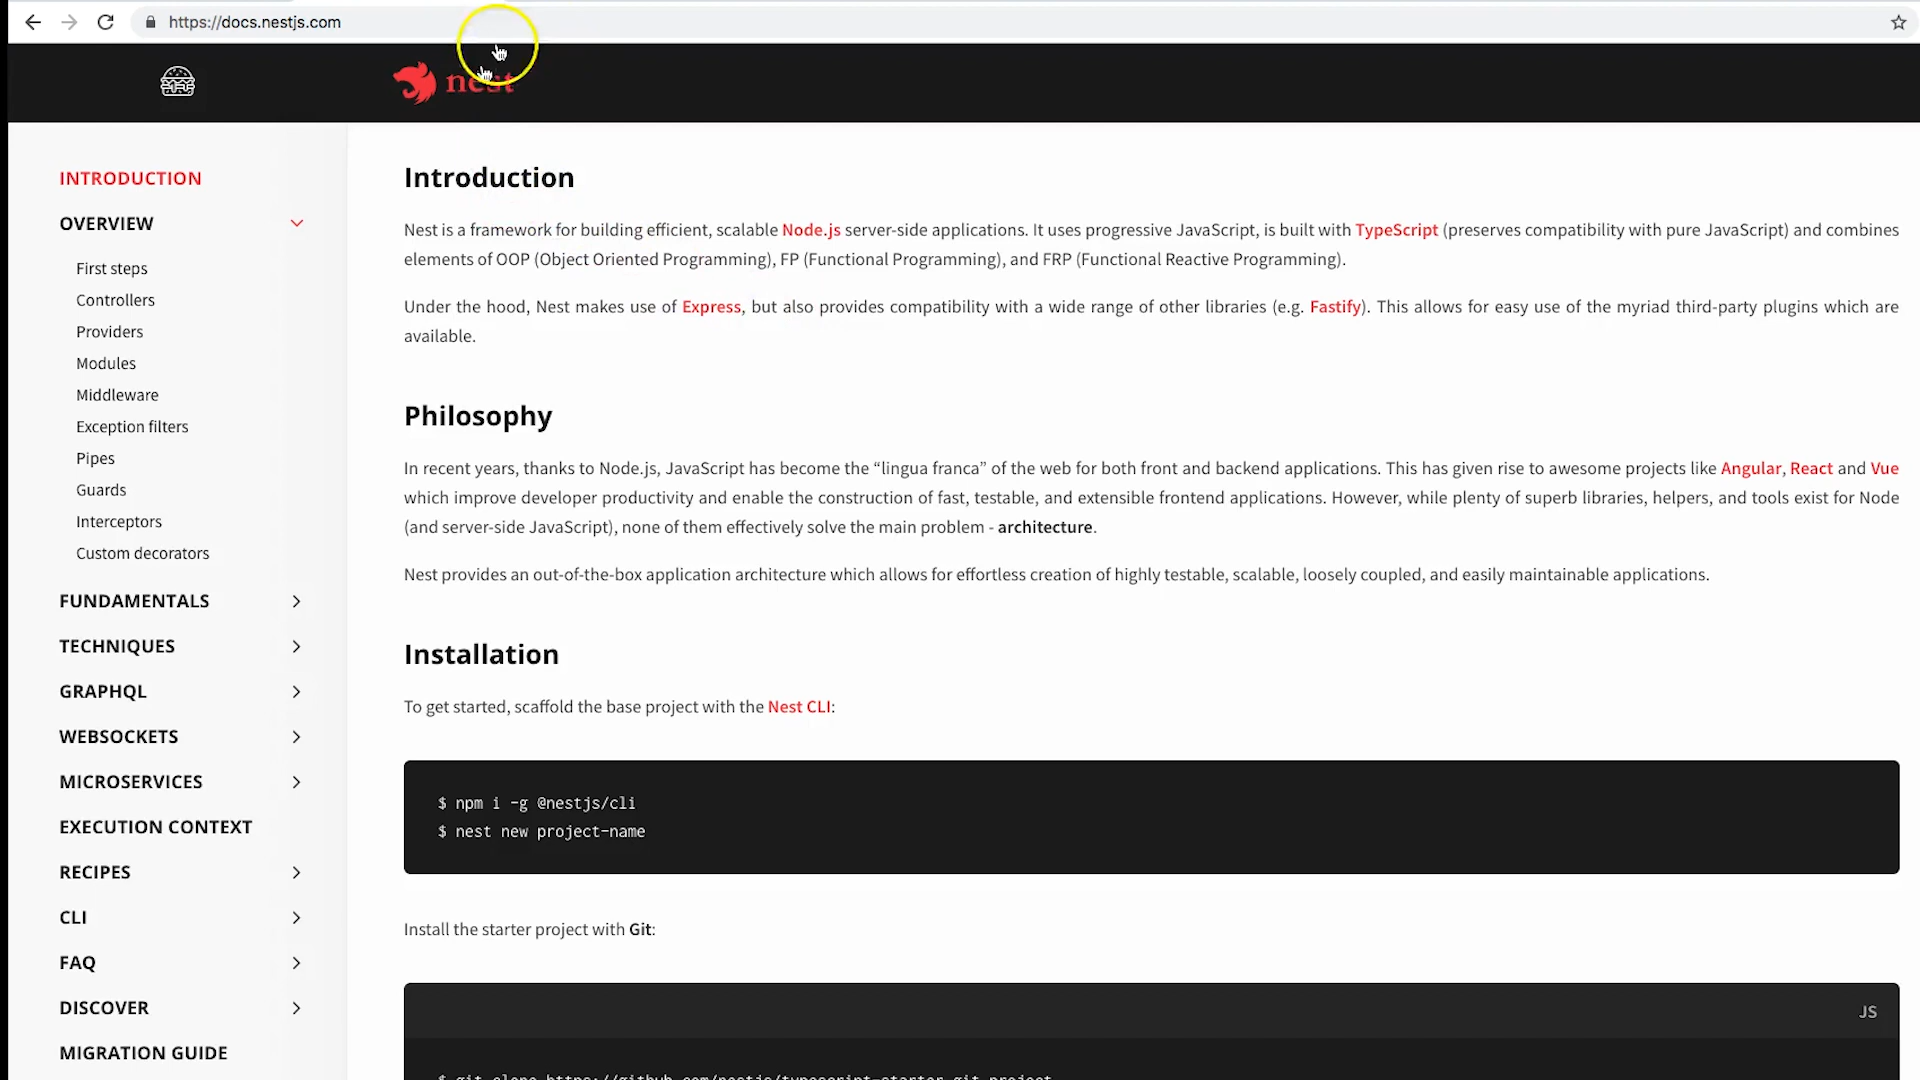 https://docs.nestjs.com
nest
INTRODUCTION
OVERVIEW
First steps
Controllers
Providers
Modules
Middleware
Exception filters
Pipes
Guards
Interceptors
Custom decorators
FUNDAMENTALS
TECHNIQUES
GRAPHQL
WEBSOCKETS
MICROSERVICES
EXECUTION CONTEXT
RECIPES
CLI
FAQ
DISCOVER
MIGRATION GUIDE
Introduction
Nest is a framework for building efficient, scalable Node.js server-side applications. It uses progressive JavaScript, is built with TypeScript (preserves compatibility with pure JavaScript) and combines
elements of OOP (Object Oriented Programming), FP (Functional Programming), and FRP (Functional Reactive Programming).
Under the hood, Nest makes use of Express, but also provides compatibility with a wide range of other libraries (e.g. Fastify). This allows for easy use of the myriad third-party plugins which are
available.
Philosophy
In recent years, thanks to Node.js, JavaScript has become the “lingua franca” of the web for both front and backend applications. This has given rise to awesome projects like Angular, React and Vue
which improve developer productivity and enable the construction of fast, testable, and extensible frontend applications. However, while plenty of superb libraries, helpers, and tools exist for Node
(and server-side JavaScript), none of them effectively solve the main problem - architecture.
Nest provides an out-of-the-box application architecture which allows for effortless creation of highly testable, scalable, loosely coupled, and easily maintainable applications.
Installation
To get started, scaffold the base project with the Nest CLI:
$ npm i -g @nestjs/cli
$ nest new project-name
Install the starter project with Git:
JS
$ git clone https://github.com/nestjs/typescript-starter.git project